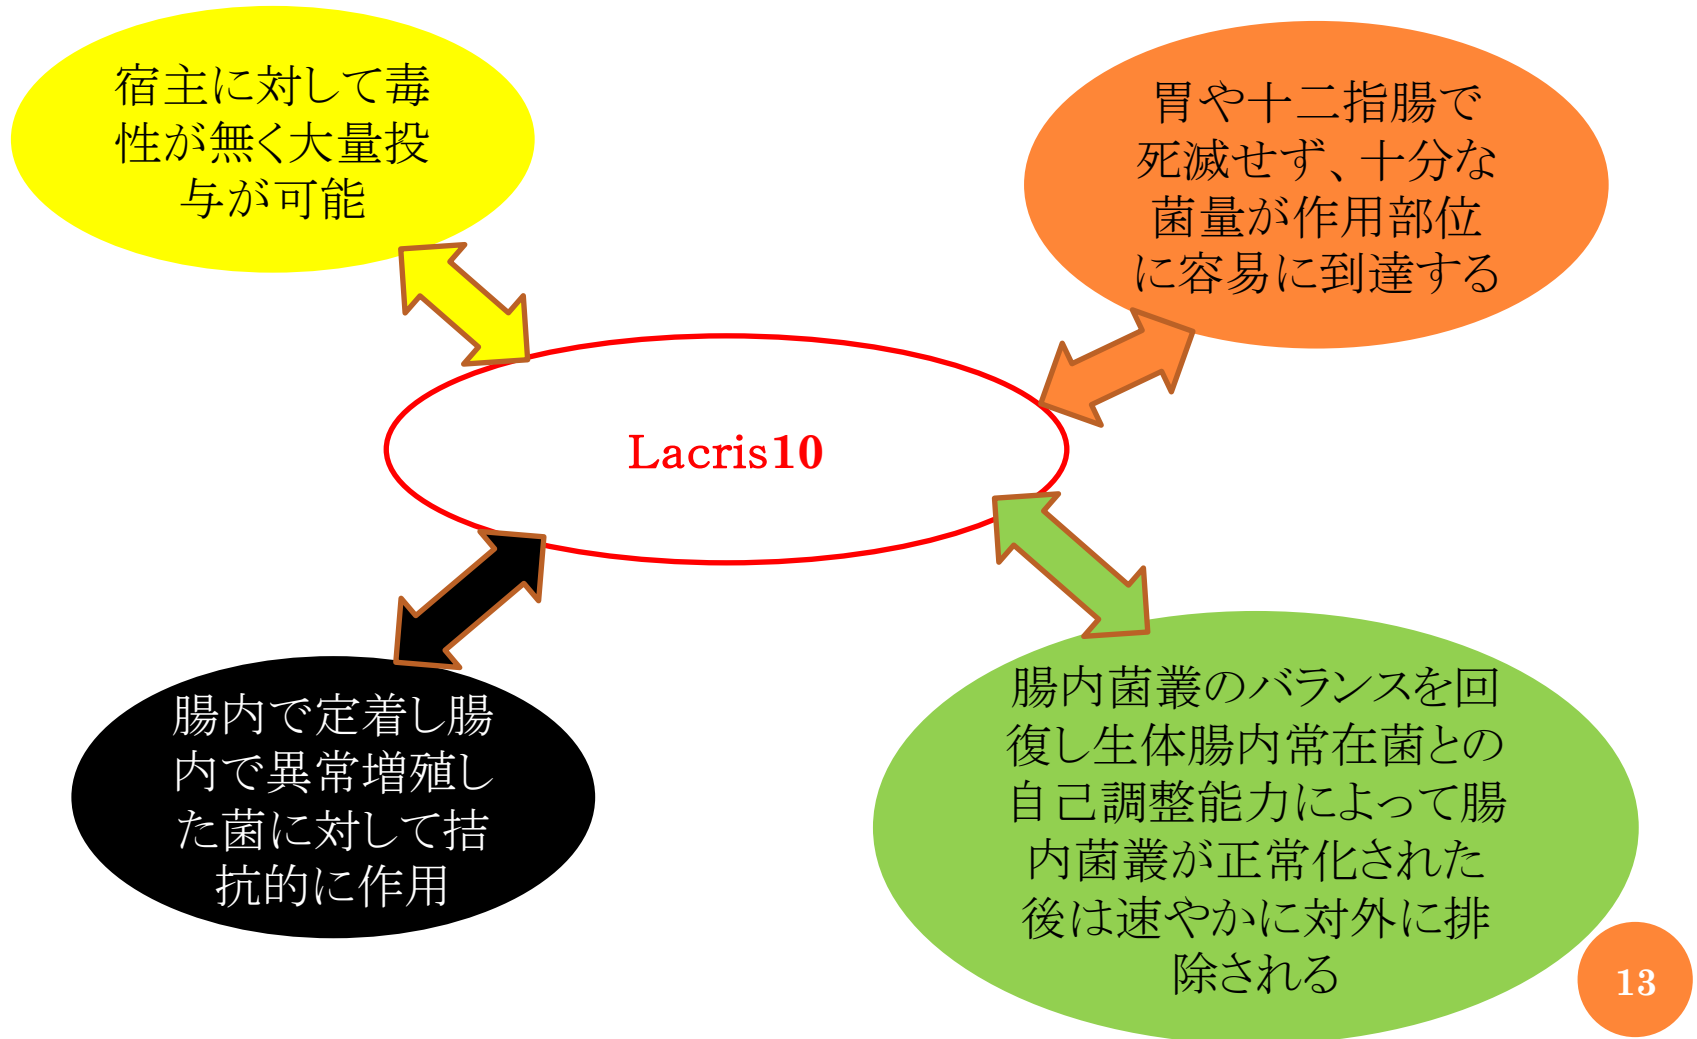 宿主に対して毒
性が無く大量投
与が可能
胃や十二指腸で
死滅せず、十分な
菌量が作用部位
に容易に到達する
Lacris10
腸内で定着し腸
内で異常増殖し
た菌に対して拮
抗的に作用
腸内菌叢のバランスを回
復し生体腸内常在菌との
自己調整能力によって腸
内菌叢が正常化された
後は速やかに対外に排
除される
13